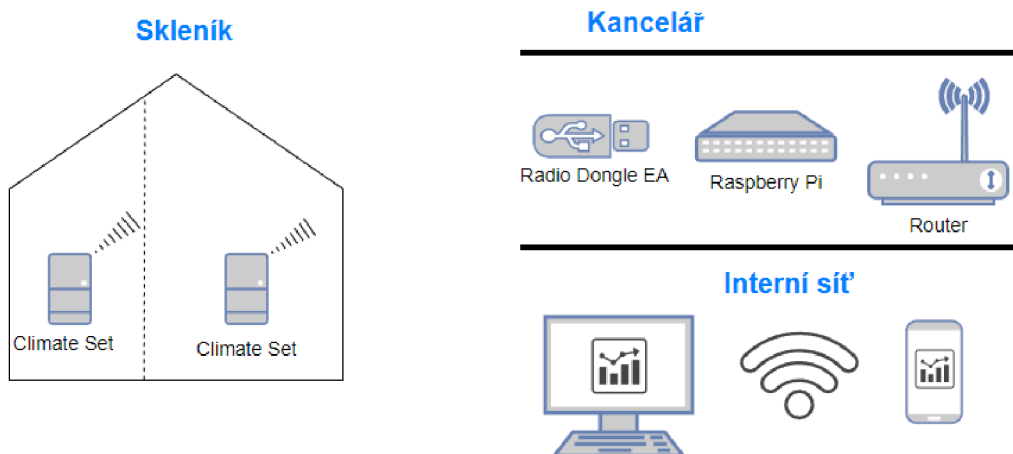 Skleník
Climate Set
Climate Set
Kancelář
Radio Dongle EA
Raspberry Pi
Router
Interní síť